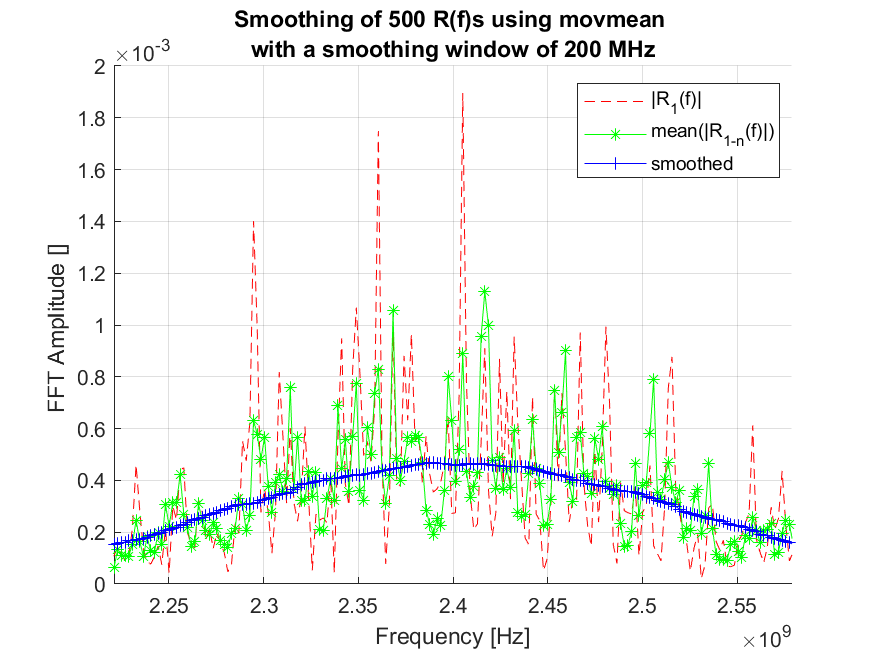 Smoothing of 500 R(f)s using movmean
with a smoothing window of 200 MHz
×10⁻³
2
1.8
1.6
1.4
1.2
1
0.8
0.6
0.4
0.2
0
FFT Amplitude []
|R₁(f)|
mean(|R₁₋ₙ(f)|)
smoothed
2.25 2.3 2.35 2.4 2.45 2.5 2.55
Frequency [Hz]
×10⁹